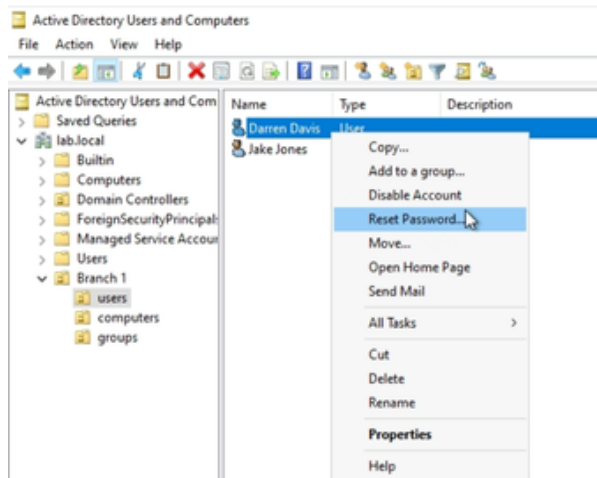 Active Directory Users and Computers
File Action View Help
Active Directory Users and Com
Saved Queries
lab.local
Builtin
Computers
Domain Controllers
ForeignSecurityPrincipal
Managed Service Accour
Users
Branch 1
users
computers
groups
Name Type Description
Darren Davis User
Jake Jones
Copy...
Add to a group...
Disable Account
Reset Password...
Move...
Open Home Page
Send Mail
All Tasks
Cut
Delete
Rename
Properties
Help